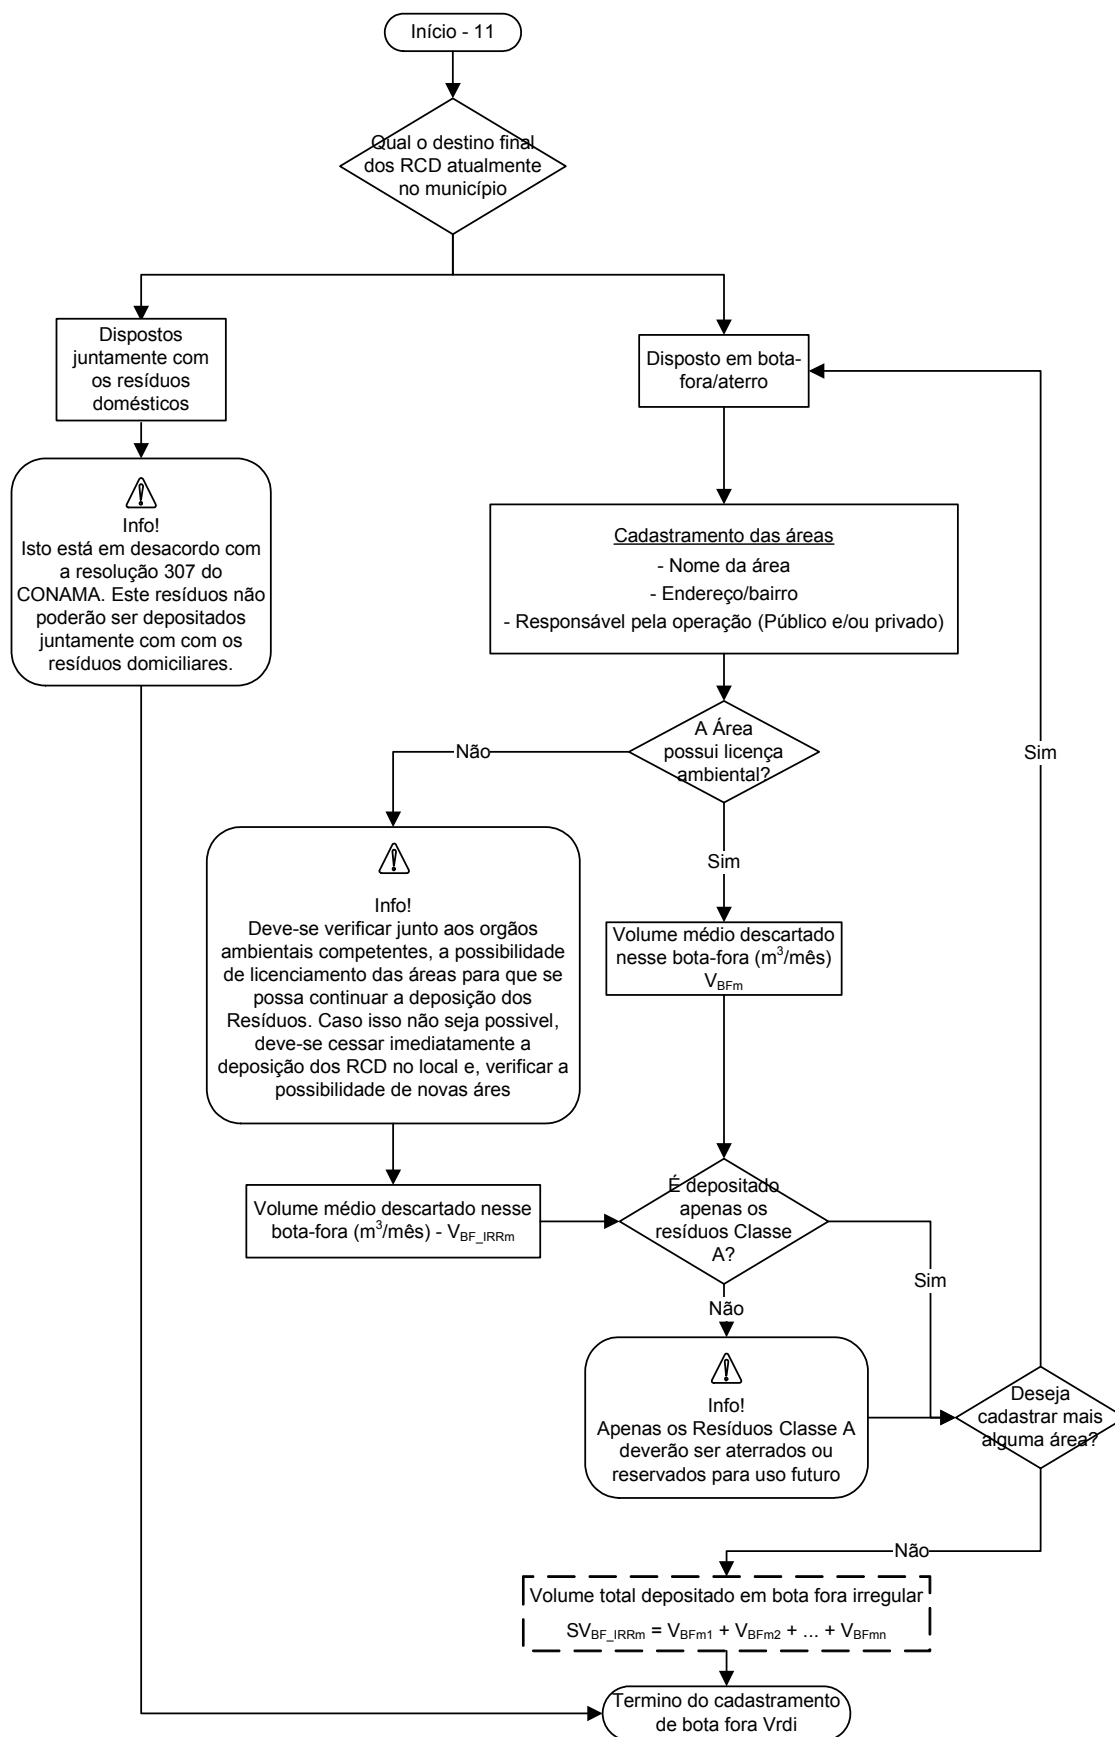 Início - 11
Qual o destino final
dos RCD atualmente
no município
Dispostos
juntamente com
os resíduos
domésticos
Disposto em bota-
fora/aterro
Info!
Isto está em desacordo com
a resolução 307 do
CONAMA. Este resíduos não
poderão ser depositados
juntamente com com os
resíduos domiciliares.
Cadastramento das áreas
- Nome da área
- Endereço/bairro
- Responsável pela operação (Público e/ou privado)
A Área
possui licença
ambiental?
Não
Sim
Sim
Info!
Deve-se verificar junto aos orgãos
ambientais competentes, a possibilidade
de licenciamento das áreas para que se
possa continuar a deposição dos
Resíduos. Caso isso não seja possivel,
deve-se cessar imediatamente a
deposição dos RCD no local e, verificar a
possibilidade de novas áres
Volume médio descartado
nesse bota-fora (m³/mês)
V_BFm
Volume médio descartado nesse
bota-fora (m³/mês) - V_BF_IRRm
É depositado
apenas os
resíduos Classe
A?
Sim
Não
Info!
Apenas os Resíduos Classe A
deverão ser aterrados ou
reservados para uso futuro
Deseja
cadastrar mais
alguma área?
Não
Volume total depositado em bota fora irregular
SV_BF_IRRm = V_BFm1 + V_BFm2 + ... + V_BFmn
Termino do cadastramento
de bota fora Vrdi